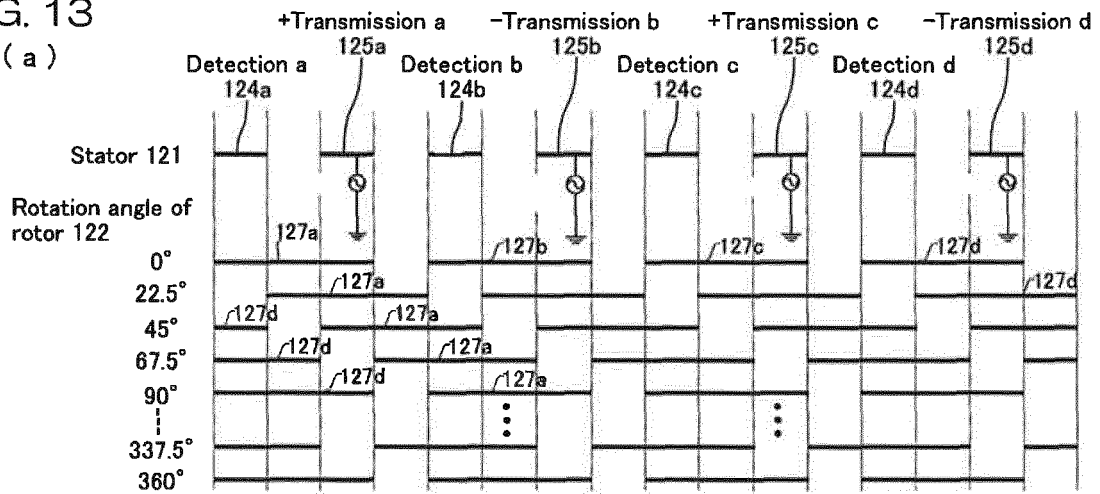 G. 13
(a)
+Transmission a −Transmission b +Transmission c −Transmission d
125a 125b 125c 125d
Detection a Detection b Detection c Detection d
124a 124b 124c 124d
Stator 121
Rotation angle of
rotor 122
127a 127b 127c 127d
0°
127a 127d
22.5°
127d 127a
45°
127d 127a
67.5°
127d 127a
90°
337.5°
360°